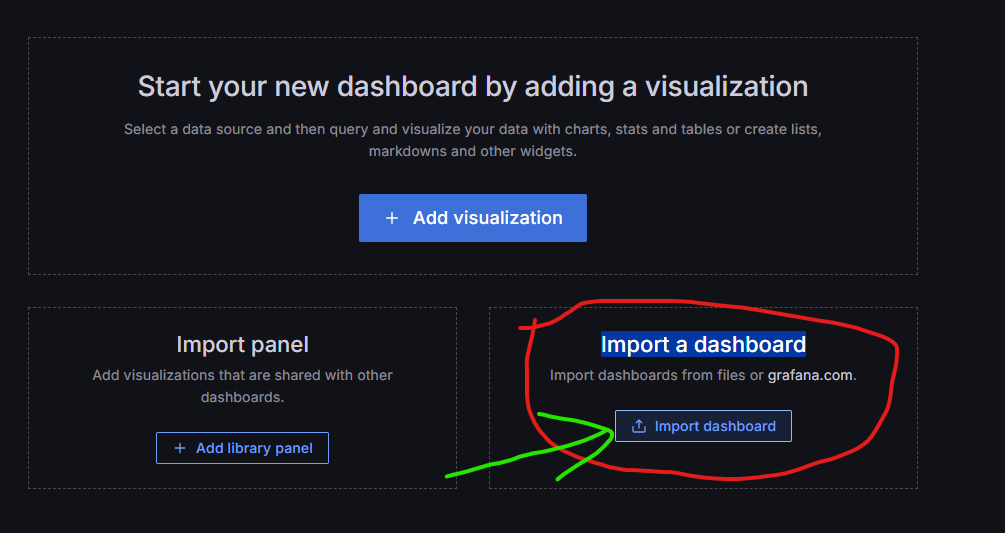 Start your new dashboard by adding a visualization
Select a data source and then query and visualize your data with charts, stats and tables or create lists,
markdowns and other widgets.
+ Add visualization
Import panel
Add visualizations that are shared with other
dashboards.
+ Add library panel
Import a dashboard
Import dashboards from files or grafana.com.
Import dashboard